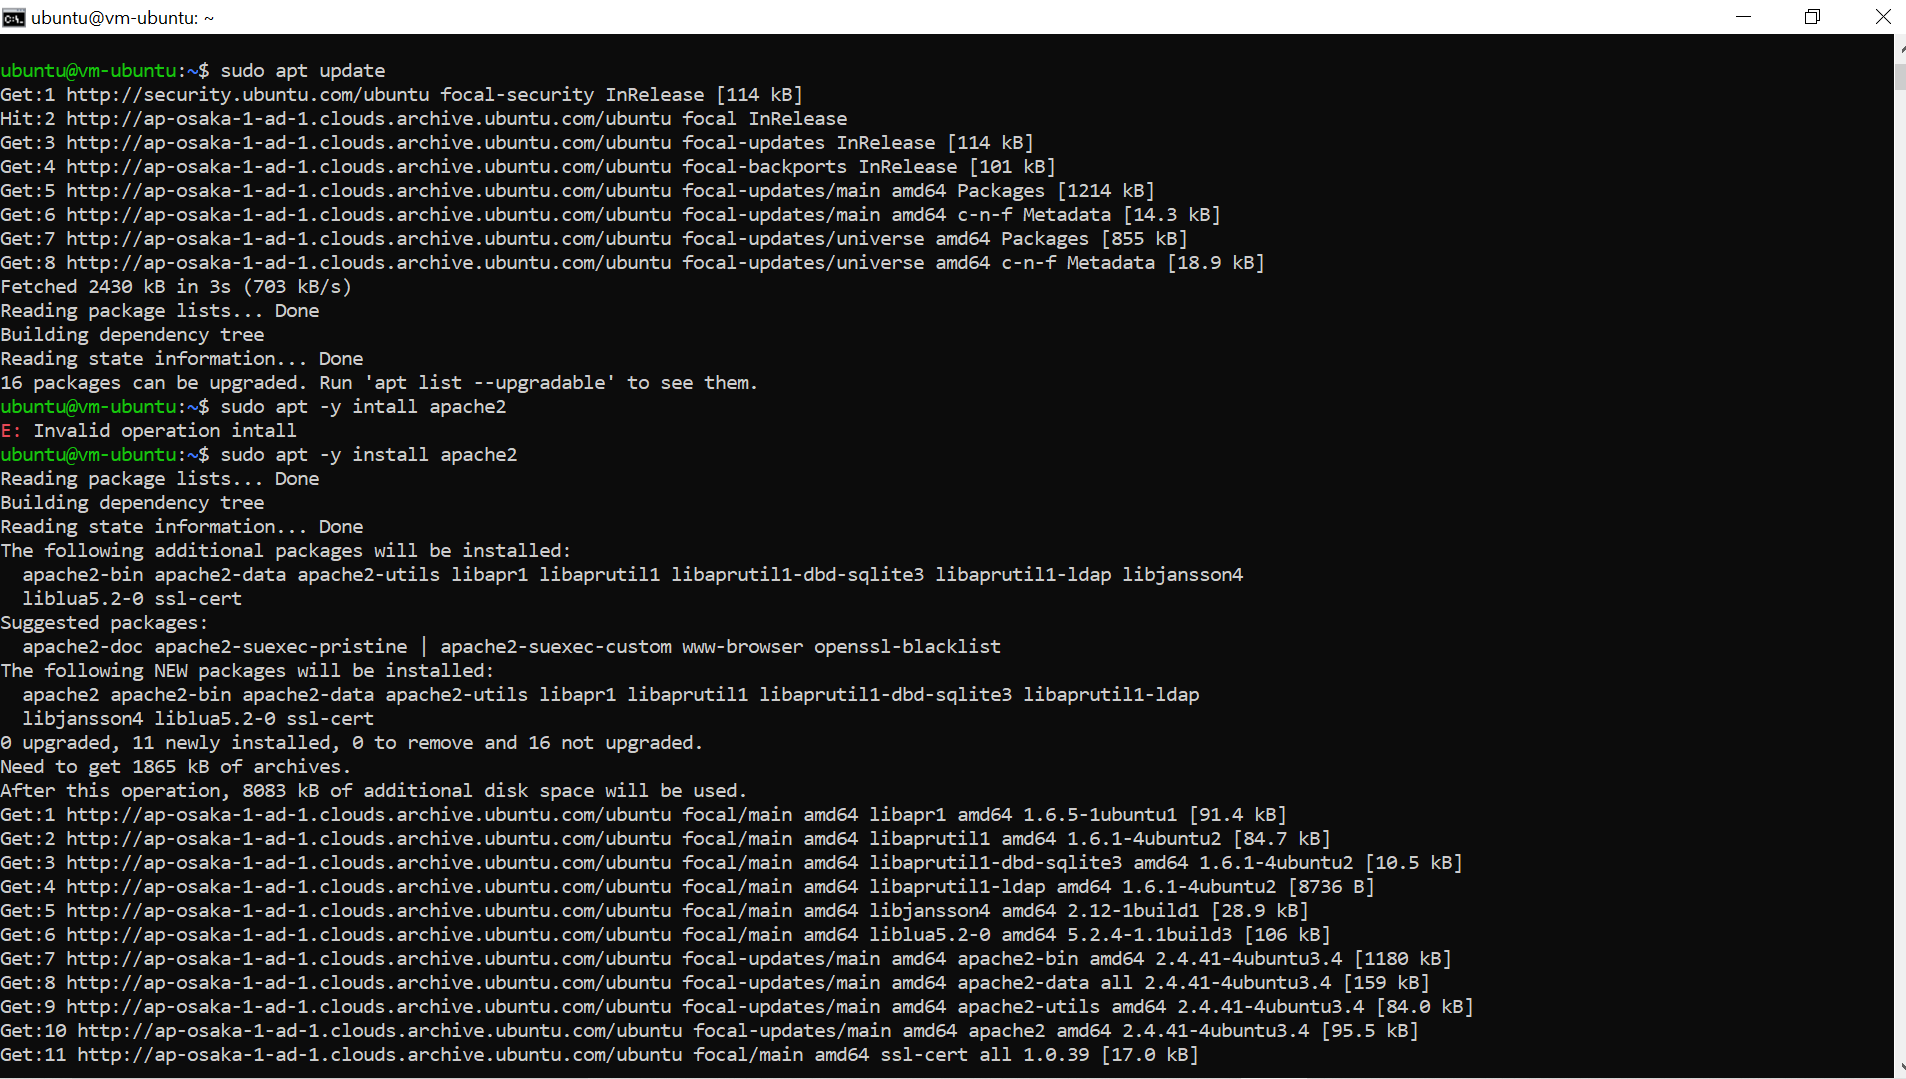 ubuntu@vm-ubuntu: ~
ubuntu@vm-ubuntu:~$ sudo apt update
Get:1 http://security.ubuntu.com/ubuntu focal-security InRelease [114 kB]
Hit:2 http://ap-osaka-1-ad-1.clouds.archive.ubuntu.com/ubuntu focal InRelease
Get:3 http://ap-osaka-1-ad-1.clouds.archive.ubuntu.com/ubuntu focal-updates InRelease [114 kB]
Get:4 http://ap-osaka-1-ad-1.clouds.archive.ubuntu.com/ubuntu focal-backports InRelease [101 kB]
Get:5 http://ap-osaka-1-ad-1.clouds.archive.ubuntu.com/ubuntu focal-updates/main amd64 Packages [1214 kB]
Get:6 http://ap-osaka-1-ad-1.clouds.archive.ubuntu.com/ubuntu focal-updates/main amd64 c-n-f Metadata [14.3 kB]
Get:7 http://ap-osaka-1-ad-1.clouds.archive.ubuntu.com/ubuntu focal-updates/universe amd64 Packages [855 kB]
Get:8 http://ap-osaka-1-ad-1.clouds.archive.ubuntu.com/ubuntu focal-updates/universe amd64 c-n-f Metadata [18.9 kB]
Fetched 2430 kB in 3s (703 kB/s)
Reading package lists... Done
Building dependency tree
Reading state information... Done
16 packages can be upgraded. Run 'apt list --upgradable' to see them.
ubuntu@vm-ubuntu:~$ sudo apt -y intall apache2
E: Invalid operation intall
ubuntu@vm-ubuntu:~$ sudo apt -y install apache2
Reading package lists... Done
Building dependency tree
Reading state information... Done
The following additional packages will be installed:
  apache2-bin apache2-data apache2-utils libapr1 libaprutil1 libaprutil1-dbd-sqlite3 libaprutil1-ldap libjansson4
  liblua5.2-0 ssl-cert
Suggested packages:
  apache2-doc apache2-suexec-pristine | apache2-suexec-custom www-browser openssl-blacklist
The following NEW packages will be installed:
  apache2 apache2-bin apache2-data apache2-utils libapr1 libaprutil1 libaprutil1-dbd-sqlite3 libaprutil1-ldap
  libjansson4 liblua5.2-0 ssl-cert
0 upgraded, 11 newly installed, 0 to remove and 16 not upgraded.
Need to get 1865 kB of archives.
After this operation, 8083 kB of additional disk space will be used.
Get:1 http://ap-osaka-1-ad-1.clouds.archive.ubuntu.com/ubuntu focal/main amd64 libapr1 amd64 1.6.5-1ubuntu1 [91.4 kB]
Get:2 http://ap-osaka-1-ad-1.clouds.archive.ubuntu.com/ubuntu focal/main amd64 libaprutil1 amd64 1.6.1-4ubuntu2 [84.7 kB]
Get:3 http://ap-osaka-1-ad-1.clouds.archive.ubuntu.com/ubuntu focal/main amd64 libaprutil1-dbd-sqlite3 amd64 1.6.1-4ubuntu2 [10.5 kB]
Get:4 http://ap-osaka-1-ad-1.clouds.archive.ubuntu.com/ubuntu focal/main amd64 libaprutil1-ldap amd64 1.6.1-4ubuntu2 [8736 B]
Get:5 http://ap-osaka-1-ad-1.clouds.archive.ubuntu.com/ubuntu focal/main amd64 libjansson4 amd64 2.12-1build1 [28.9 kB]
Get:6 http://ap-osaka-1-ad-1.clouds.archive.ubuntu.com/ubuntu focal/main amd64 liblua5.2-0 amd64 5.2.4-1.1build3 [106 kB]
Get:7 http://ap-osaka-1-ad-1.clouds.archive.ubuntu.com/ubuntu focal-updates/main amd64 apache2-bin amd64 2.4.41-4ubuntu3.4 [1180 kB]
Get:8 http://ap-osaka-1-ad-1.clouds.archive.ubuntu.com/ubuntu focal-updates/main amd64 apache2-data all 2.4.41-4ubuntu3.4 [159 kB]
Get:9 http://ap-osaka-1-ad-1.clouds.archive.ubuntu.com/ubuntu focal-updates/main amd64 apache2-utils amd64 2.4.41-4ubuntu3.4 [84.0 kB]
Get:10 http://ap-osaka-1-ad-1.clouds.archive.ubuntu.com/ubuntu focal-updates/main amd64 apache2 amd64 2.4.41-4ubuntu3.4 [95.5 kB]
Get:11 http://ap-osaka-1-ad-1.clouds.archive.ubuntu.com/ubuntu focal/main amd64 ssl-cert all 1.0.39 [17.0 kB]